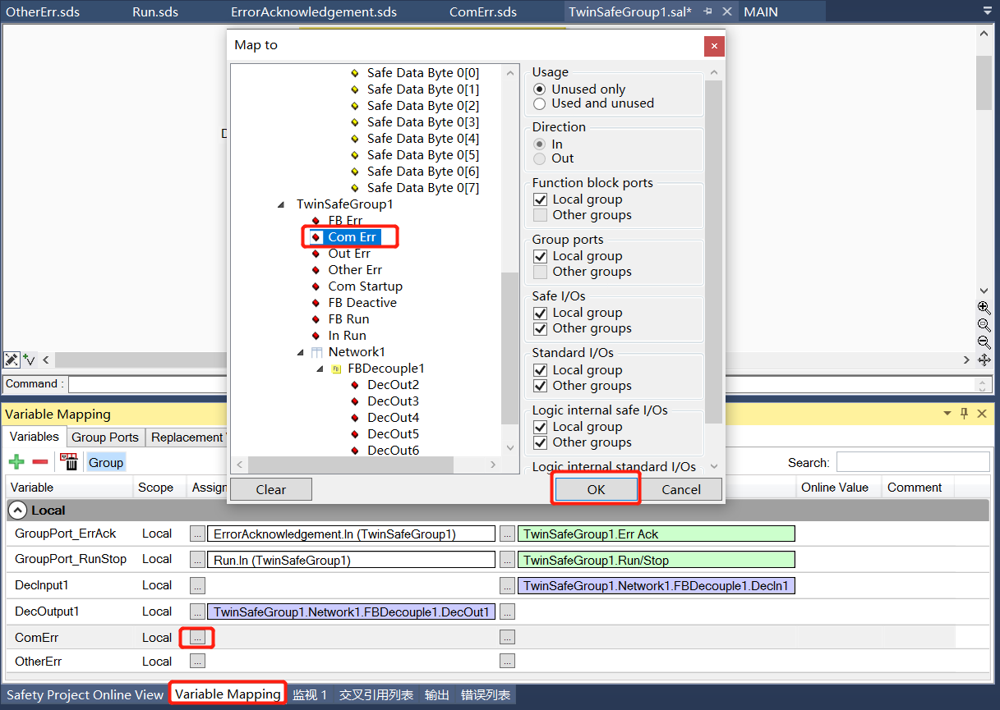 OtherErr.sds Run.sds ErrorAcknowledgement.sds ComErr.sds TwinSafeGroup1.sal* MAIN
Map to
Safe Data Byte 0[0]
Safe Data Byte 0[1]
Safe Data Byte 0[2]
Safe Data Byte 0[3]
Safe Data Byte 0[4]
Safe Data Byte 0[5]
Safe Data Byte 0[6]
Safe Data Byte 0[7]
TwinSafeGroup1
FB Err
Com Err
Out Err
Other Err
Com Startup
FB Deactive
FB Run
In Run
Network1
FBDecouple1
DecOut2
DecOut3
DecOut4
DecOut5
DecOut6
Usage
Unused only
Used and unused
Direction
In
Out
Function block ports
Local group
Other groups
Group ports
Local group
Other groups
Safe I/Os
Local group
Other groups
Standard I/Os
Local group
Other groups
Logic internal safe I/Os
Local group
Other groups
Logic internal standard I/Os
Clear OK Cancel
Command :
Variable Mapping
Variables Group Ports Replacement
Group Search:
Variable Scope Assign Online Value Comment
Local
GroupPort_ErrAck Local ... ErrorAcknowledgement.In (TwinSafeGroup1) ... TwinSafeGroup1.Err Ack
GroupPort_RunStop Local ... Run.In (TwinSafeGroup1) ... TwinSafeGroup1.Run/Stop
DecInput1 Local ... ... TwinSafeGroup1.Network1.FBDecouple1.DecIn1
DecOutput1 Local ... TwinSafeGroup1.Network1.FBDecouple1.DecOut1 ...
ComErr Local ... ...
OtherErr Local ... ...
Safety Project Online View Variable Mapping 监视 1 交叉引用列表 输出 错误列表